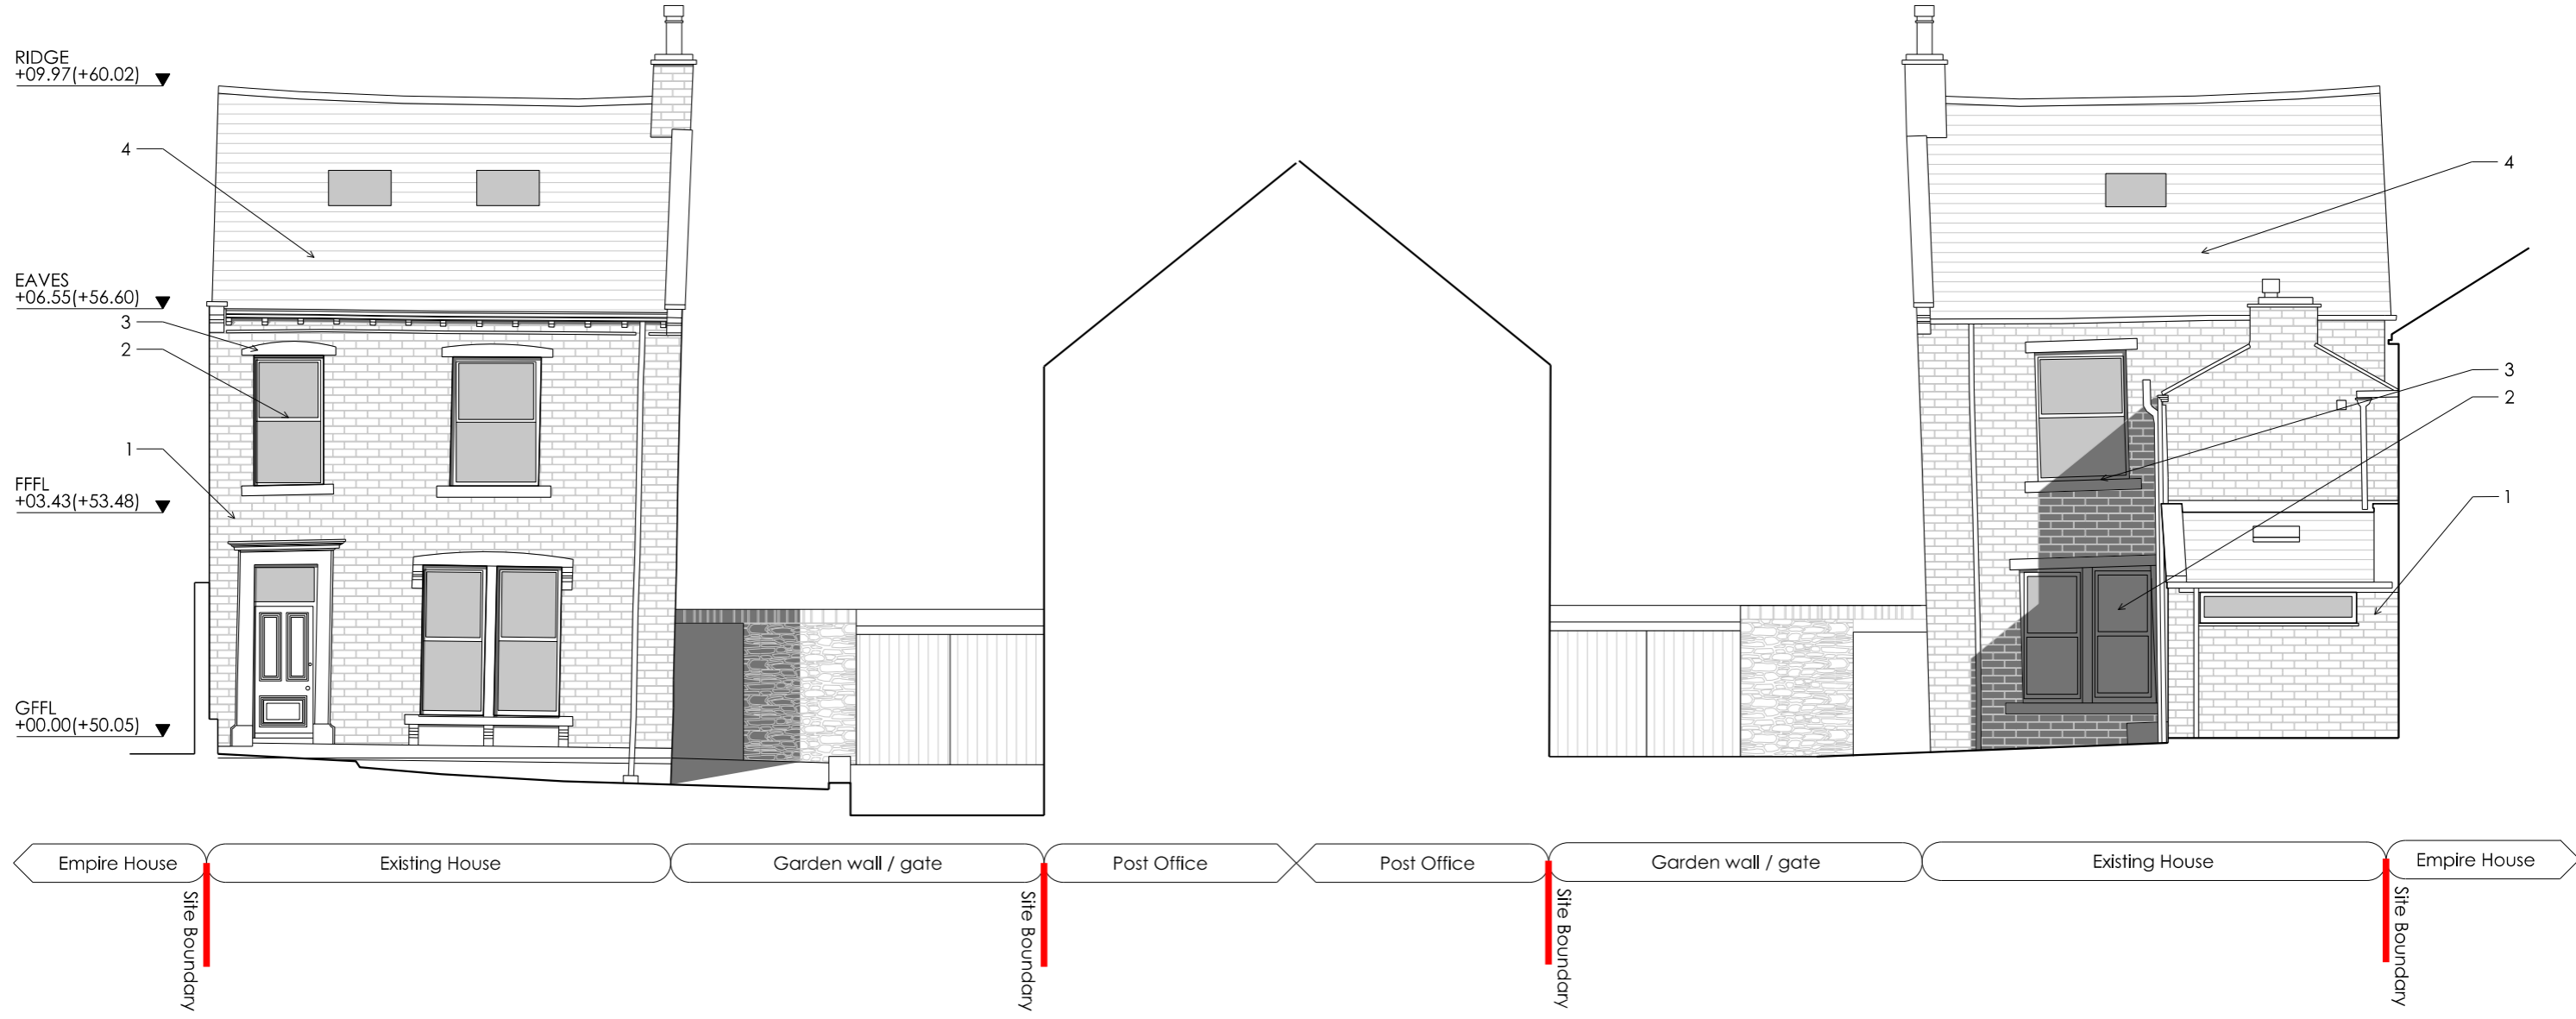 RIDGE
+09.97(+60.02)
4
EAVES
+06.55(+56.60)
3
2
1
FFFL
+03.43(+53.48)
GFFL
+00.00(+50.05)
4
3
2
1
Empire House
Existing House
Garden wall / gate
Post Office
Post Office
Garden wall / gate
Existing House
Empire House
Site Boundary
Site Boundary
Site Boundary
Site Boundary